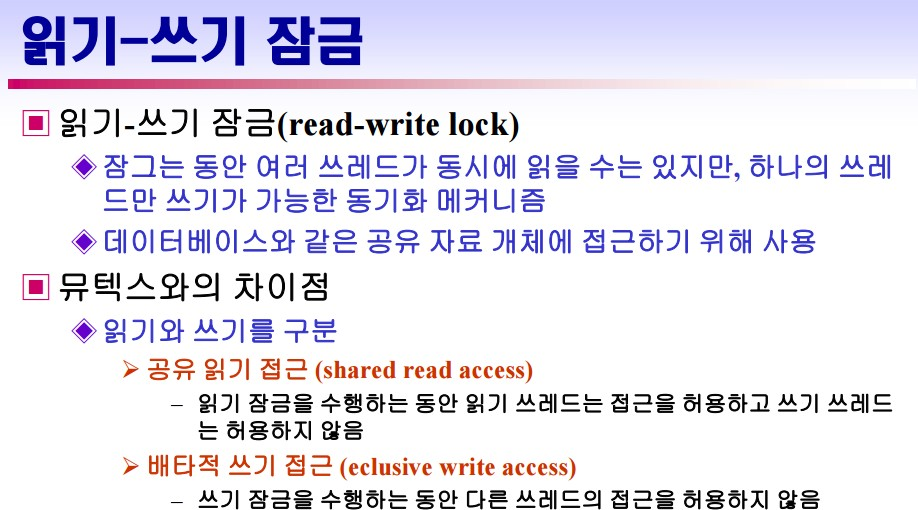 읽기-쓰기 잠금
읽기-쓰기 잠금(read-write lock)
잠그는 동안 여러 쓰레드가 동시에 읽을 수는 있지만, 하나의 쓰레
드만 쓰기가 가능한 동기화 메커니즘
데이터베이스와 같은 공유 자료 개체에 접근하기 위해 사용
뮤텍스와의 차이점
읽기와 쓰기를 구분
공유 읽기 접근 (shared read access)
– 읽기 잠금을 수행하는 동안 읽기 쓰레드는 접근을 허용하고 쓰기 쓰레드
는 허용하지 않음
배타적 쓰기 접근 (eclusive write access)
– 쓰기 잠금을 수행하는 동안 다른 쓰레드의 접근을 허용하지 않음